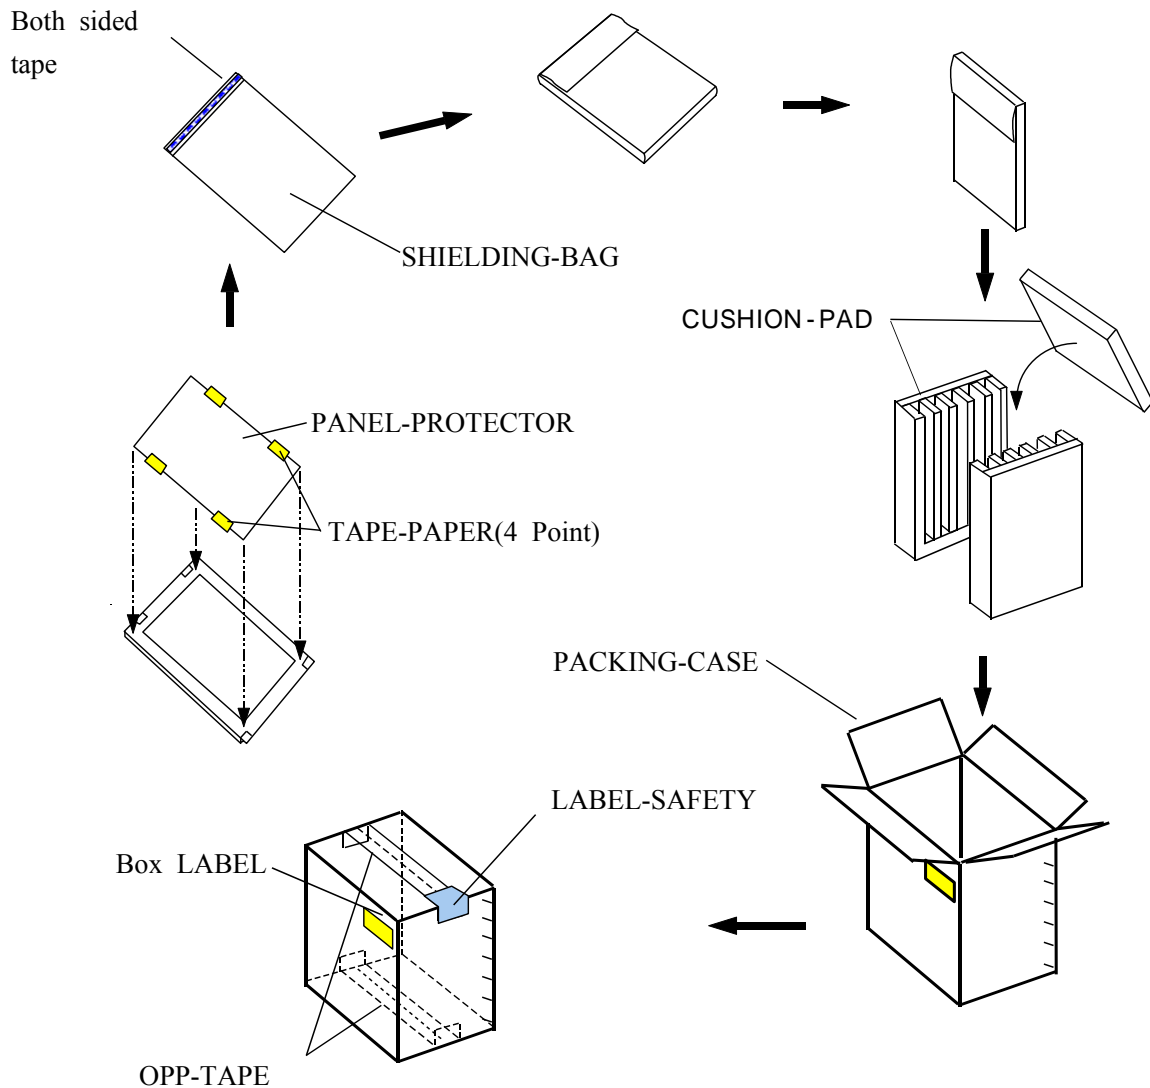 Both sided
tape
SHIELDING-BAG
CUSHION-PAD
PANEL-PROTECTOR
TAPE-PAPER(4 Point)
PACKING-CASE
LABEL-SAFETY
Box LABEL
OPP-TAPE